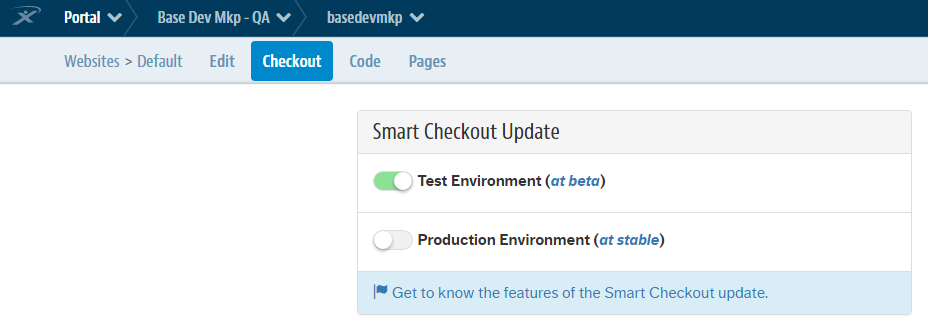 Portal Base Dev Mkp - QA basedevmkp
Websites > Default Edit Checkout Code Pages
Smart Checkout Update
Test Environment (at beta)
Production Environment (at stable)
Get to know the features of the Smart Checkout update.